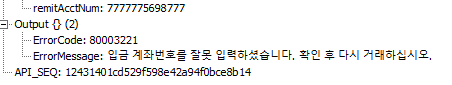 remitAcctNum: 7777775698777
Output {} (2)
ErrorCode: 80003221
ErrorMessage: 입금 계좌번호를 잘못 입력하셨습니다. 확인 후 다시 거래하십시오.
API_SEQ: 12431401cd529f598e42a94f0bce8b14